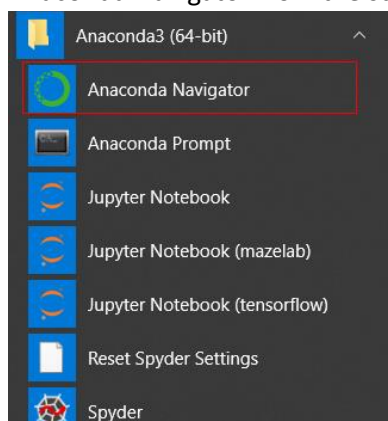 Anaconda3 (64-bit)
Anaconda Navigator
Anaconda Prompt
Jupyter Notebook
Jupyter Notebook (mazelab)
Jupyter Notebook (tensorflow)
Reset Spyder Settings
Spyder